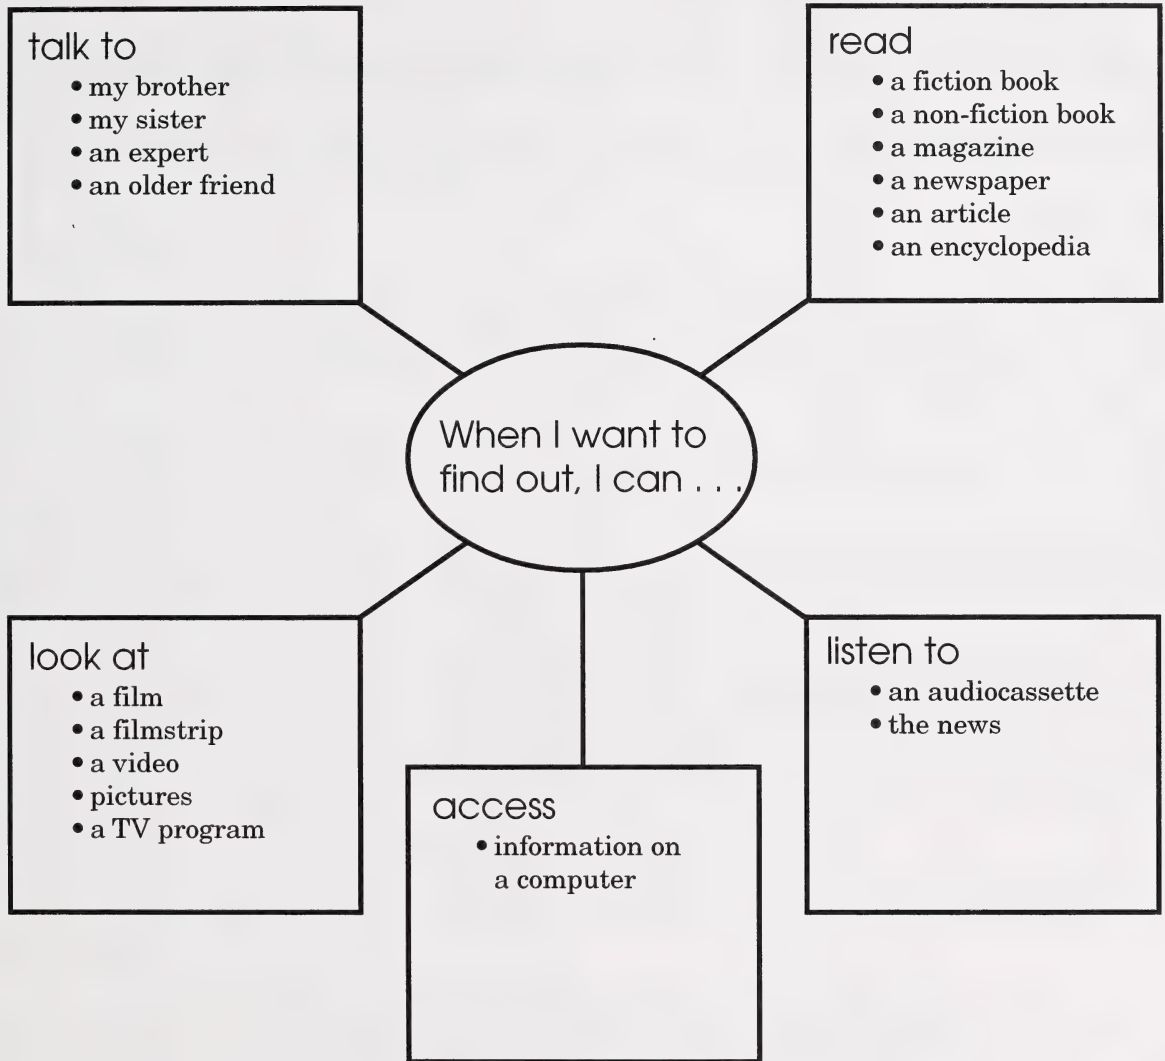 talk to
• my brother
• my sister
• an expert
• an older friend
read
• a fiction book
• a non-fiction book
• a magazine
• a newspaper
• an article
• an encyclopedia
When I want to
find out, I can . . .
look at
• a film
• a filmstrip
• a video
• pictures
• a TV program
access
• information on
a computer
listen to
• an audiocassette
• the news